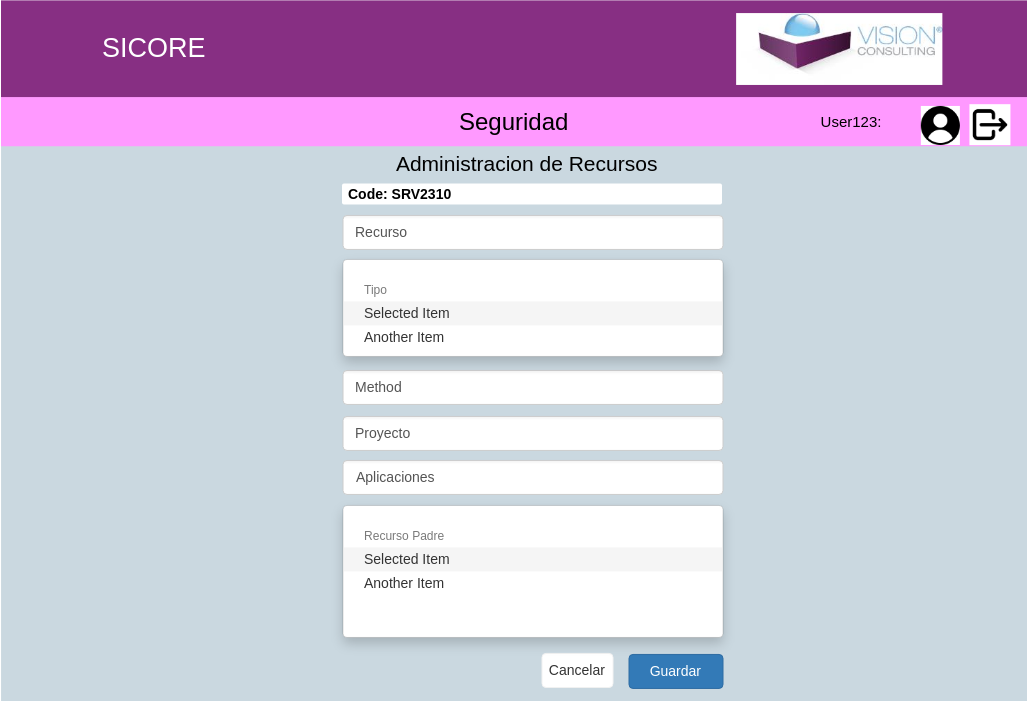 SICORE
VISION®
CONSULTING
Seguridad
User123:
Administracion de Recursos
Code: SRV2310
Recurso
Tipo
Selected Item
Another Item
Method
Proyecto
Aplicaciones
Recurso Padre
Selected Item
Another Item
Cancelar
Guardar